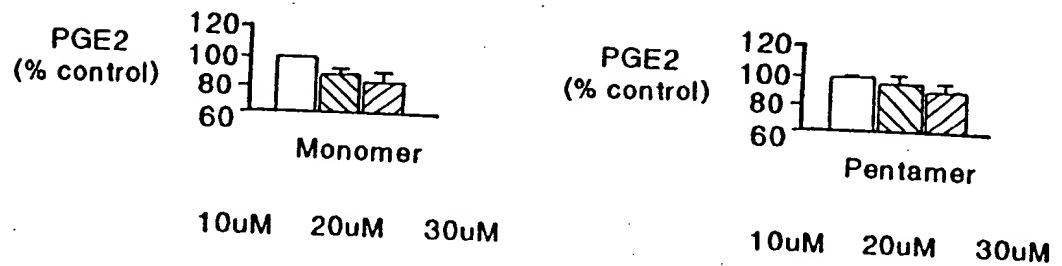 PGE2
(% control)
120
100
80
60
Monomer
10uM 20uM 30uM
PGE2
(% control)
120
100
80
60
Pentamer
10uM 20uM 30uM